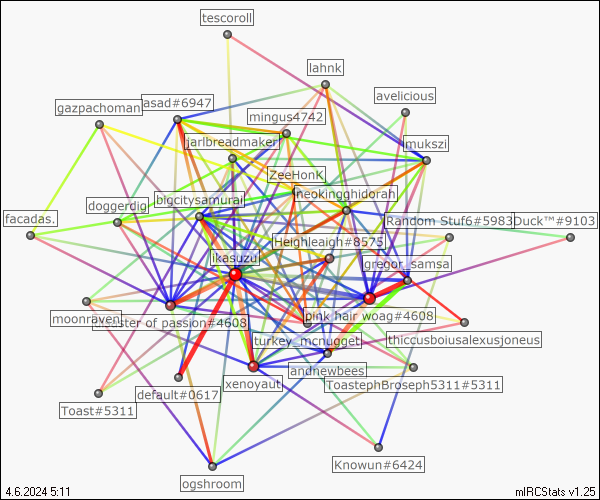 tescoroll
lahnk
avelicious
gazpachoman
asad#6947
mingus4742
mukszi
jarlbreadmaker
ZeeHonK
neokingghidorah
bigcitysamurai
doggerdig
facadas.
Random Stuf6#5983
Duck™#9103
Heighleaigh#8575
ikasuzu
gregor_samsa
moonraven
disaster of passion#4608
pink hair woag#4608
thiccusboiusalexusjoneus
turkey_mcnugget
andnewbees
xenoyaut
ToastephBroseph5311#5311
default#0617
Toast#5311
Knowun#6424
ogshroom
4.6.2024 5:11
mIRCStats v1.25